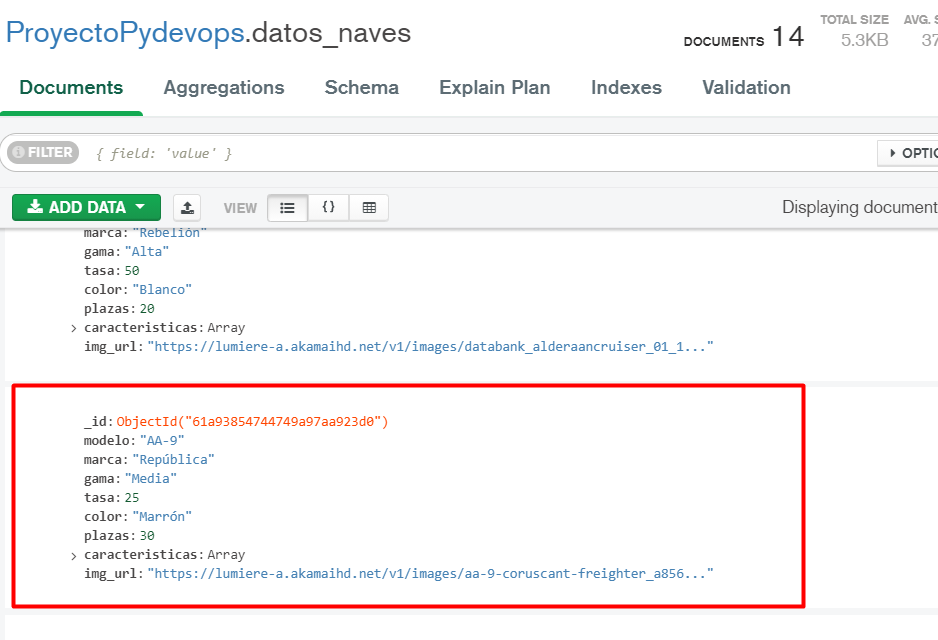 ProyectoPydevops.datos_naves
DOCUMENTS 14
TOTAL SIZE
5.3KB
AVG. S
37
Documents
Aggregations
Schema
Explain Plan
Indexes
Validation
FILTER
{ field: 'value' }
OPTIO
ADD DATA
VIEW
{}
Displaying document
marca: "Rebelión"
gama: "Alta"
tasa: 50
color: "Blanco"
plazas: 20
caracteristicas: Array
img_url: "https://lumiere-a.akamaihd.net/v1/images/databank_alderaancruiser_01_1..."
_id: ObjectId("61a93854744749a97aa923d0")
modelo: "AA-9"
marca: "República"
gama: "Media"
tasa: 25
color: "Marrón"
plazas: 30
caracteristicas: Array
img_url: "https://lumiere-a.akamaihd.net/v1/images/aa-9-coruscant-freighter_a856..."